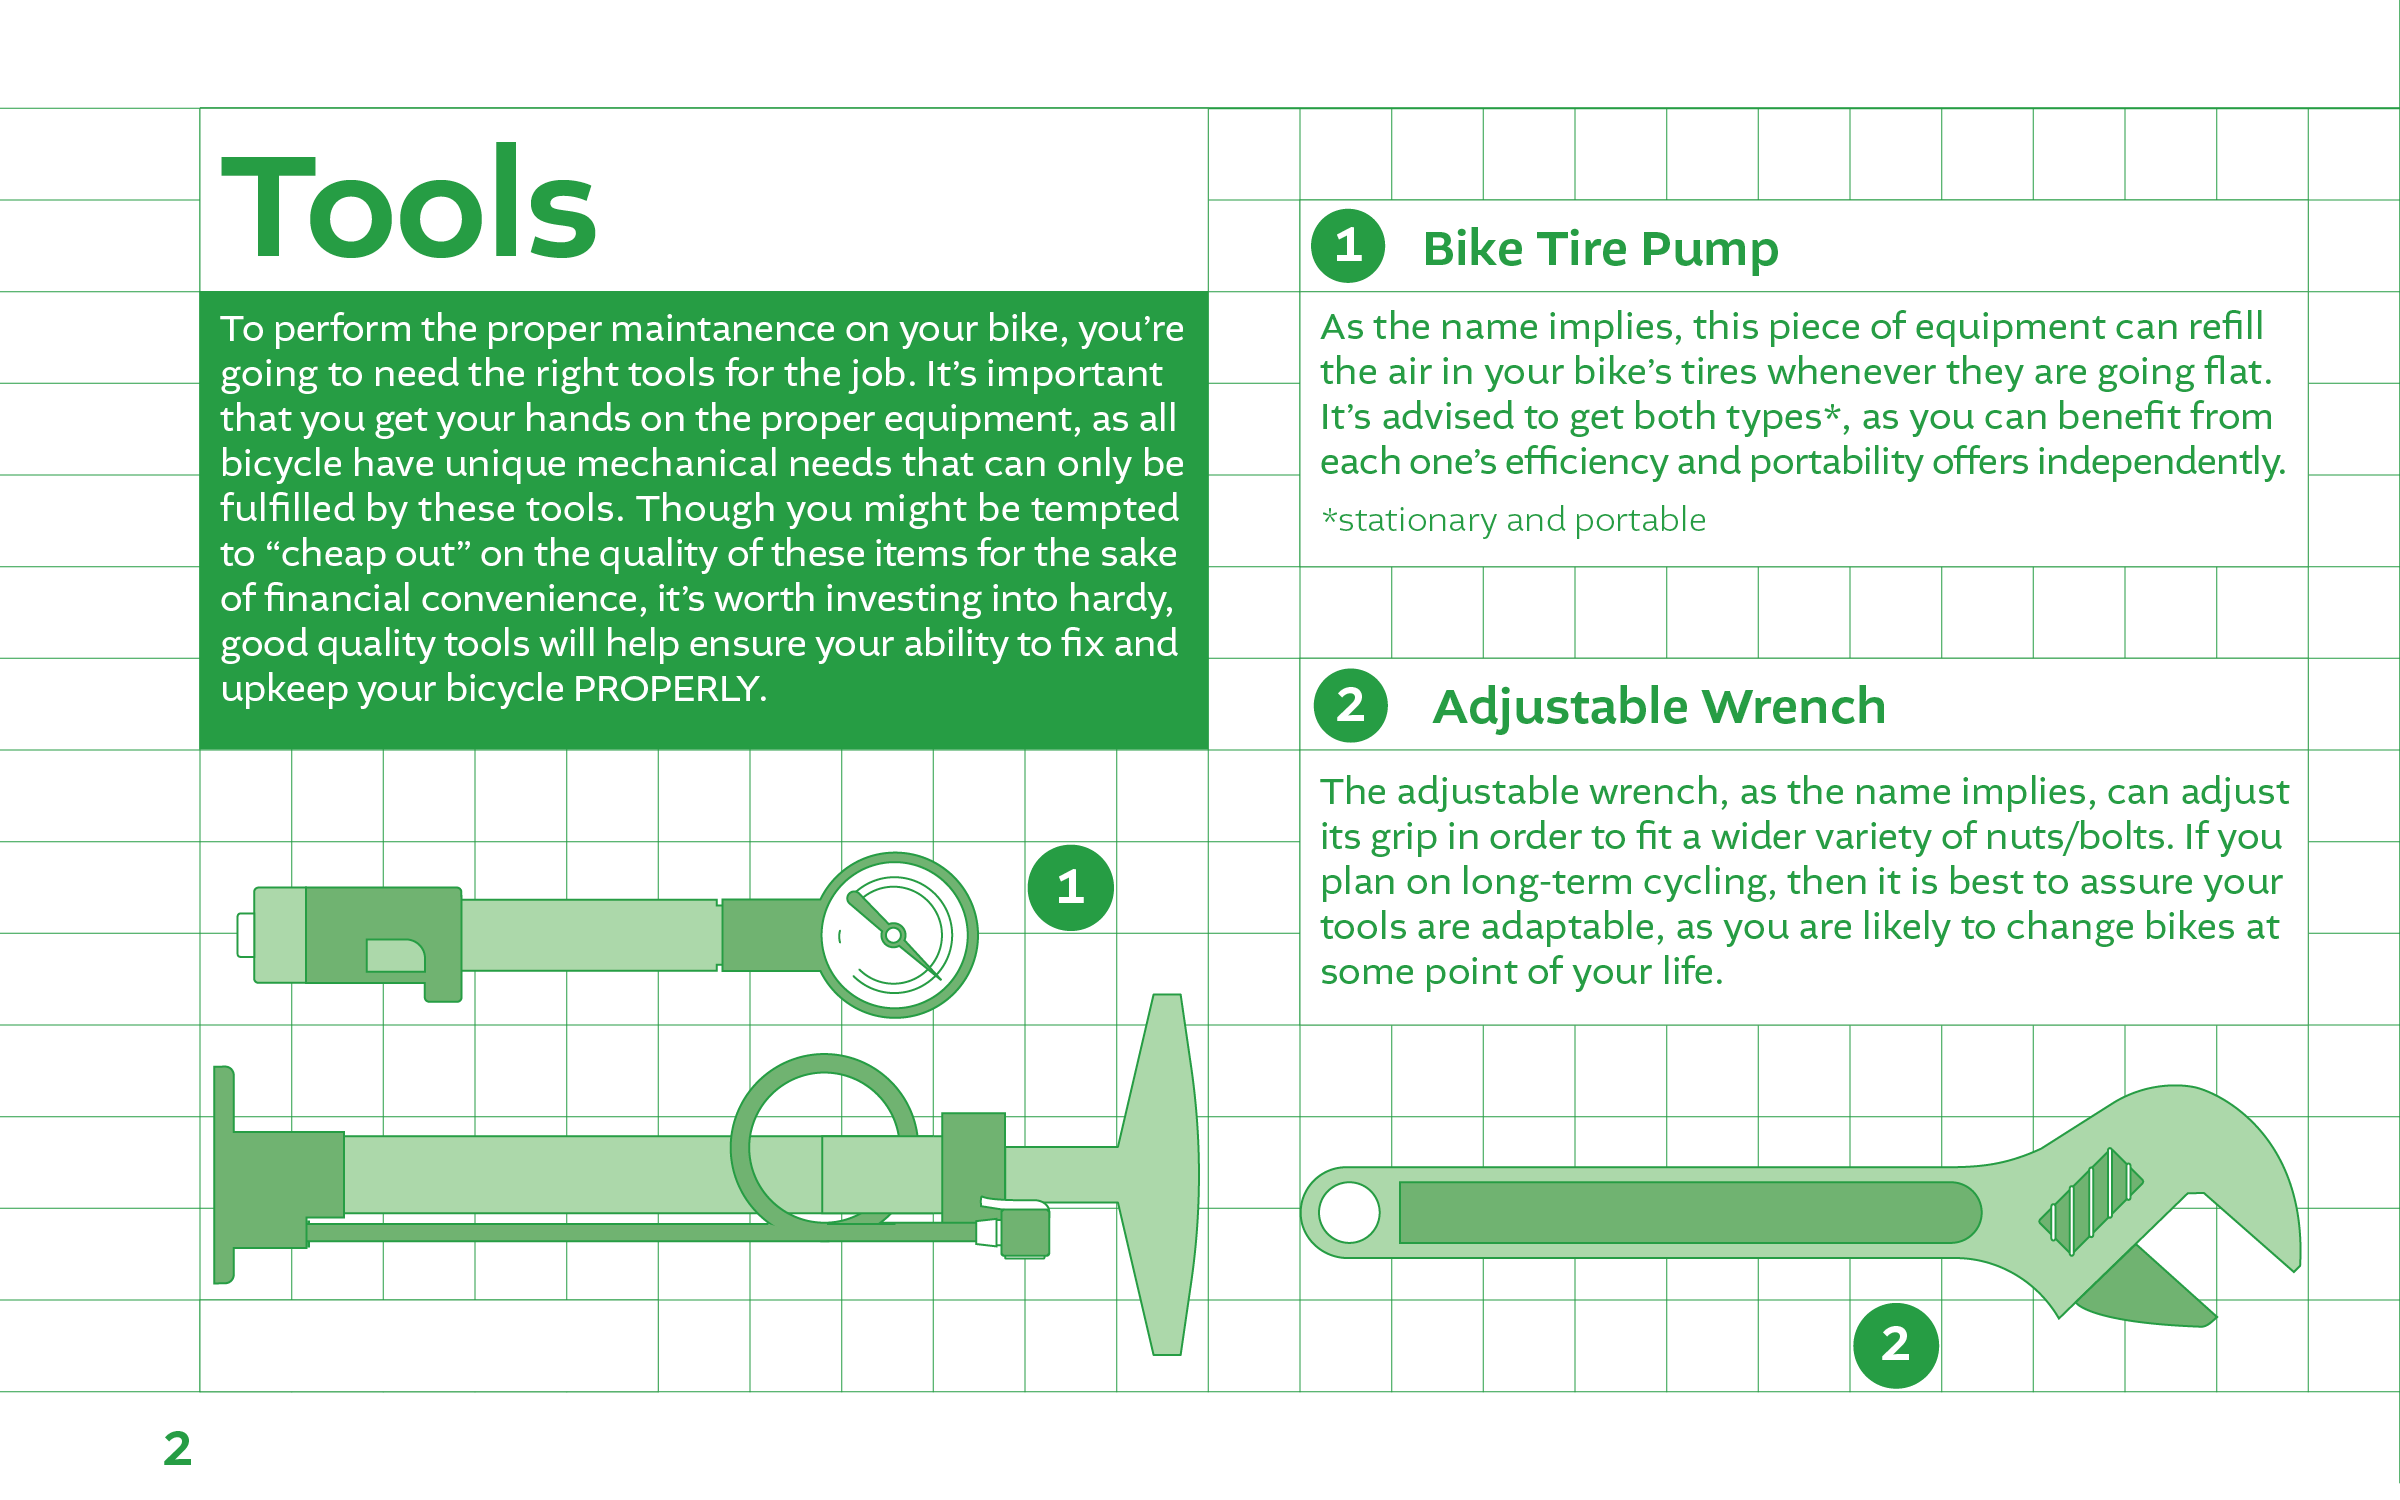 Tools
To perform the proper maintanence on your bike, you’re
going to need the right tools for the job. It’s important
that you get your hands on the proper equipment, as all
bicycle have unique mechanical needs that can only be
fulfilled by these tools. Though you might be tempted
to “cheap out” on the quality of these items for the sake
of financial convenience, it’s worth investing into hardy,
good quality tools will help ensure your ability to fix and
upkeep your bicycle PROPERLY.
1
1 Bike Tire Pump
As the name implies, this piece of equipment can refill
the air in your bike’s tires whenever they are going flat.
It’s advised to get both types*, as you can benefit from
each one’s efficiency and portability offers independently.
*stationary and portable
2 Adjustable Wrench
The adjustable wrench, as the name implies, can adjust
its grip in order to fit a wider variety of nuts/bolts. If you
plan on long-term cycling, then it is best to assure your
tools are adaptable, as you are likely to change bikes at
some point of your life.
2
2